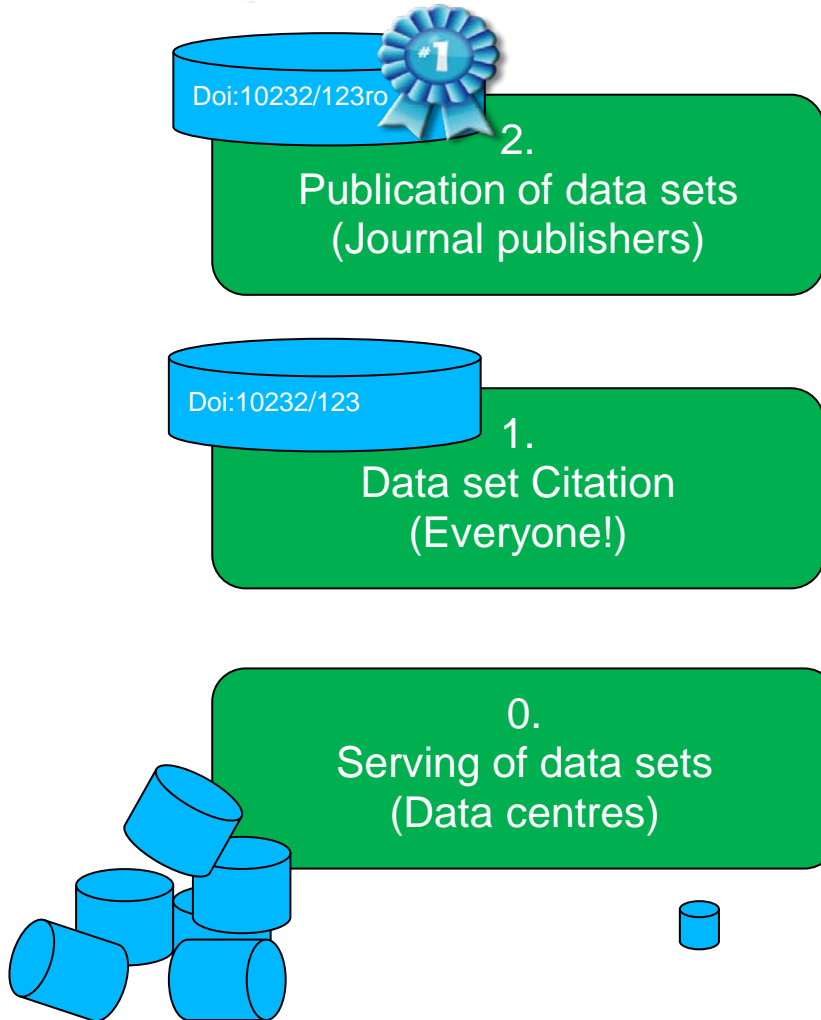 #1
Doi:10232/123ro
2.
Publication of data sets
(Journal publishers)
Doi:10232/123
1.
Data set Citation
(Everyone!)
0.
Serving of data sets
(Data centres)